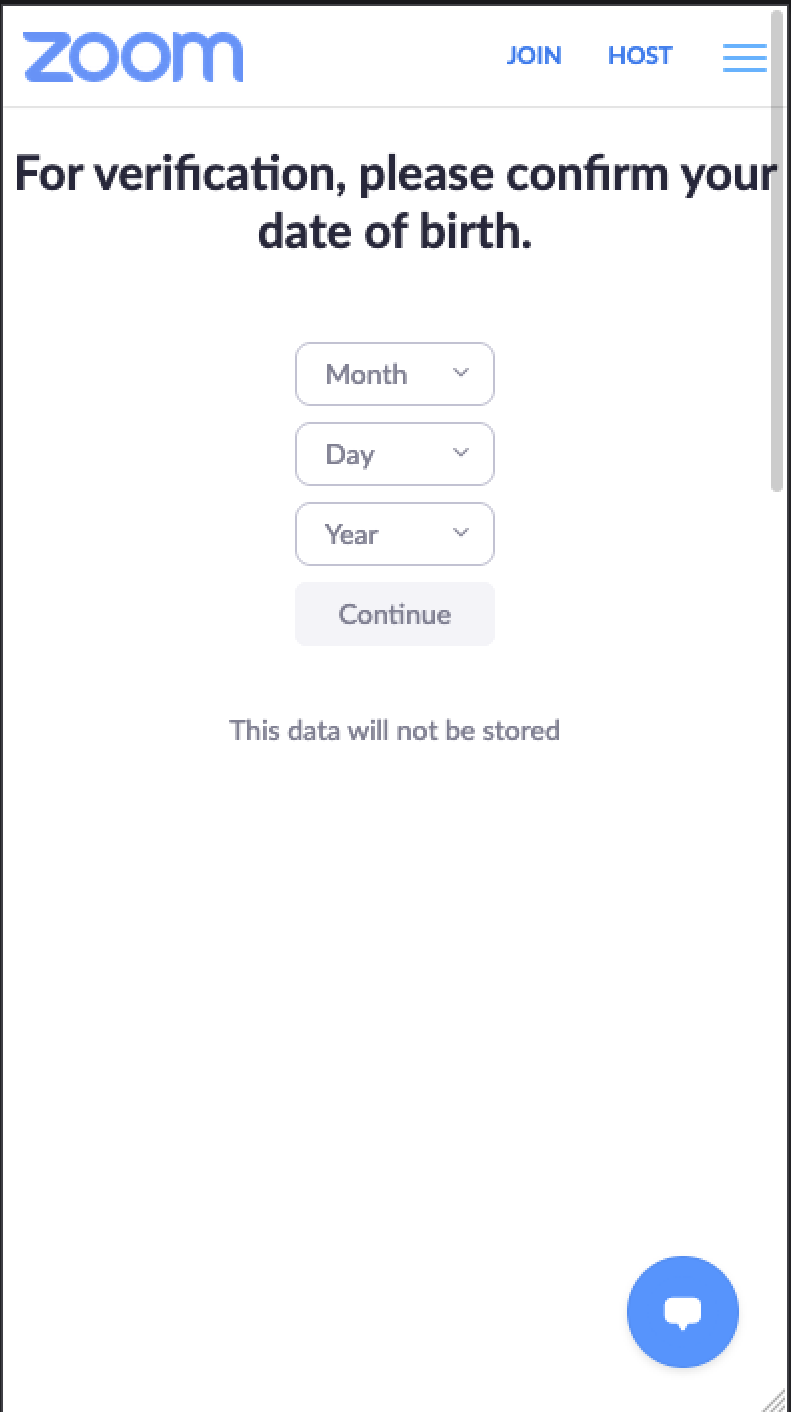 zoom
JOIN
HOST
For verification, please confirm your
date of birth.
Month
Day
Year
Continue
This data will not be stored